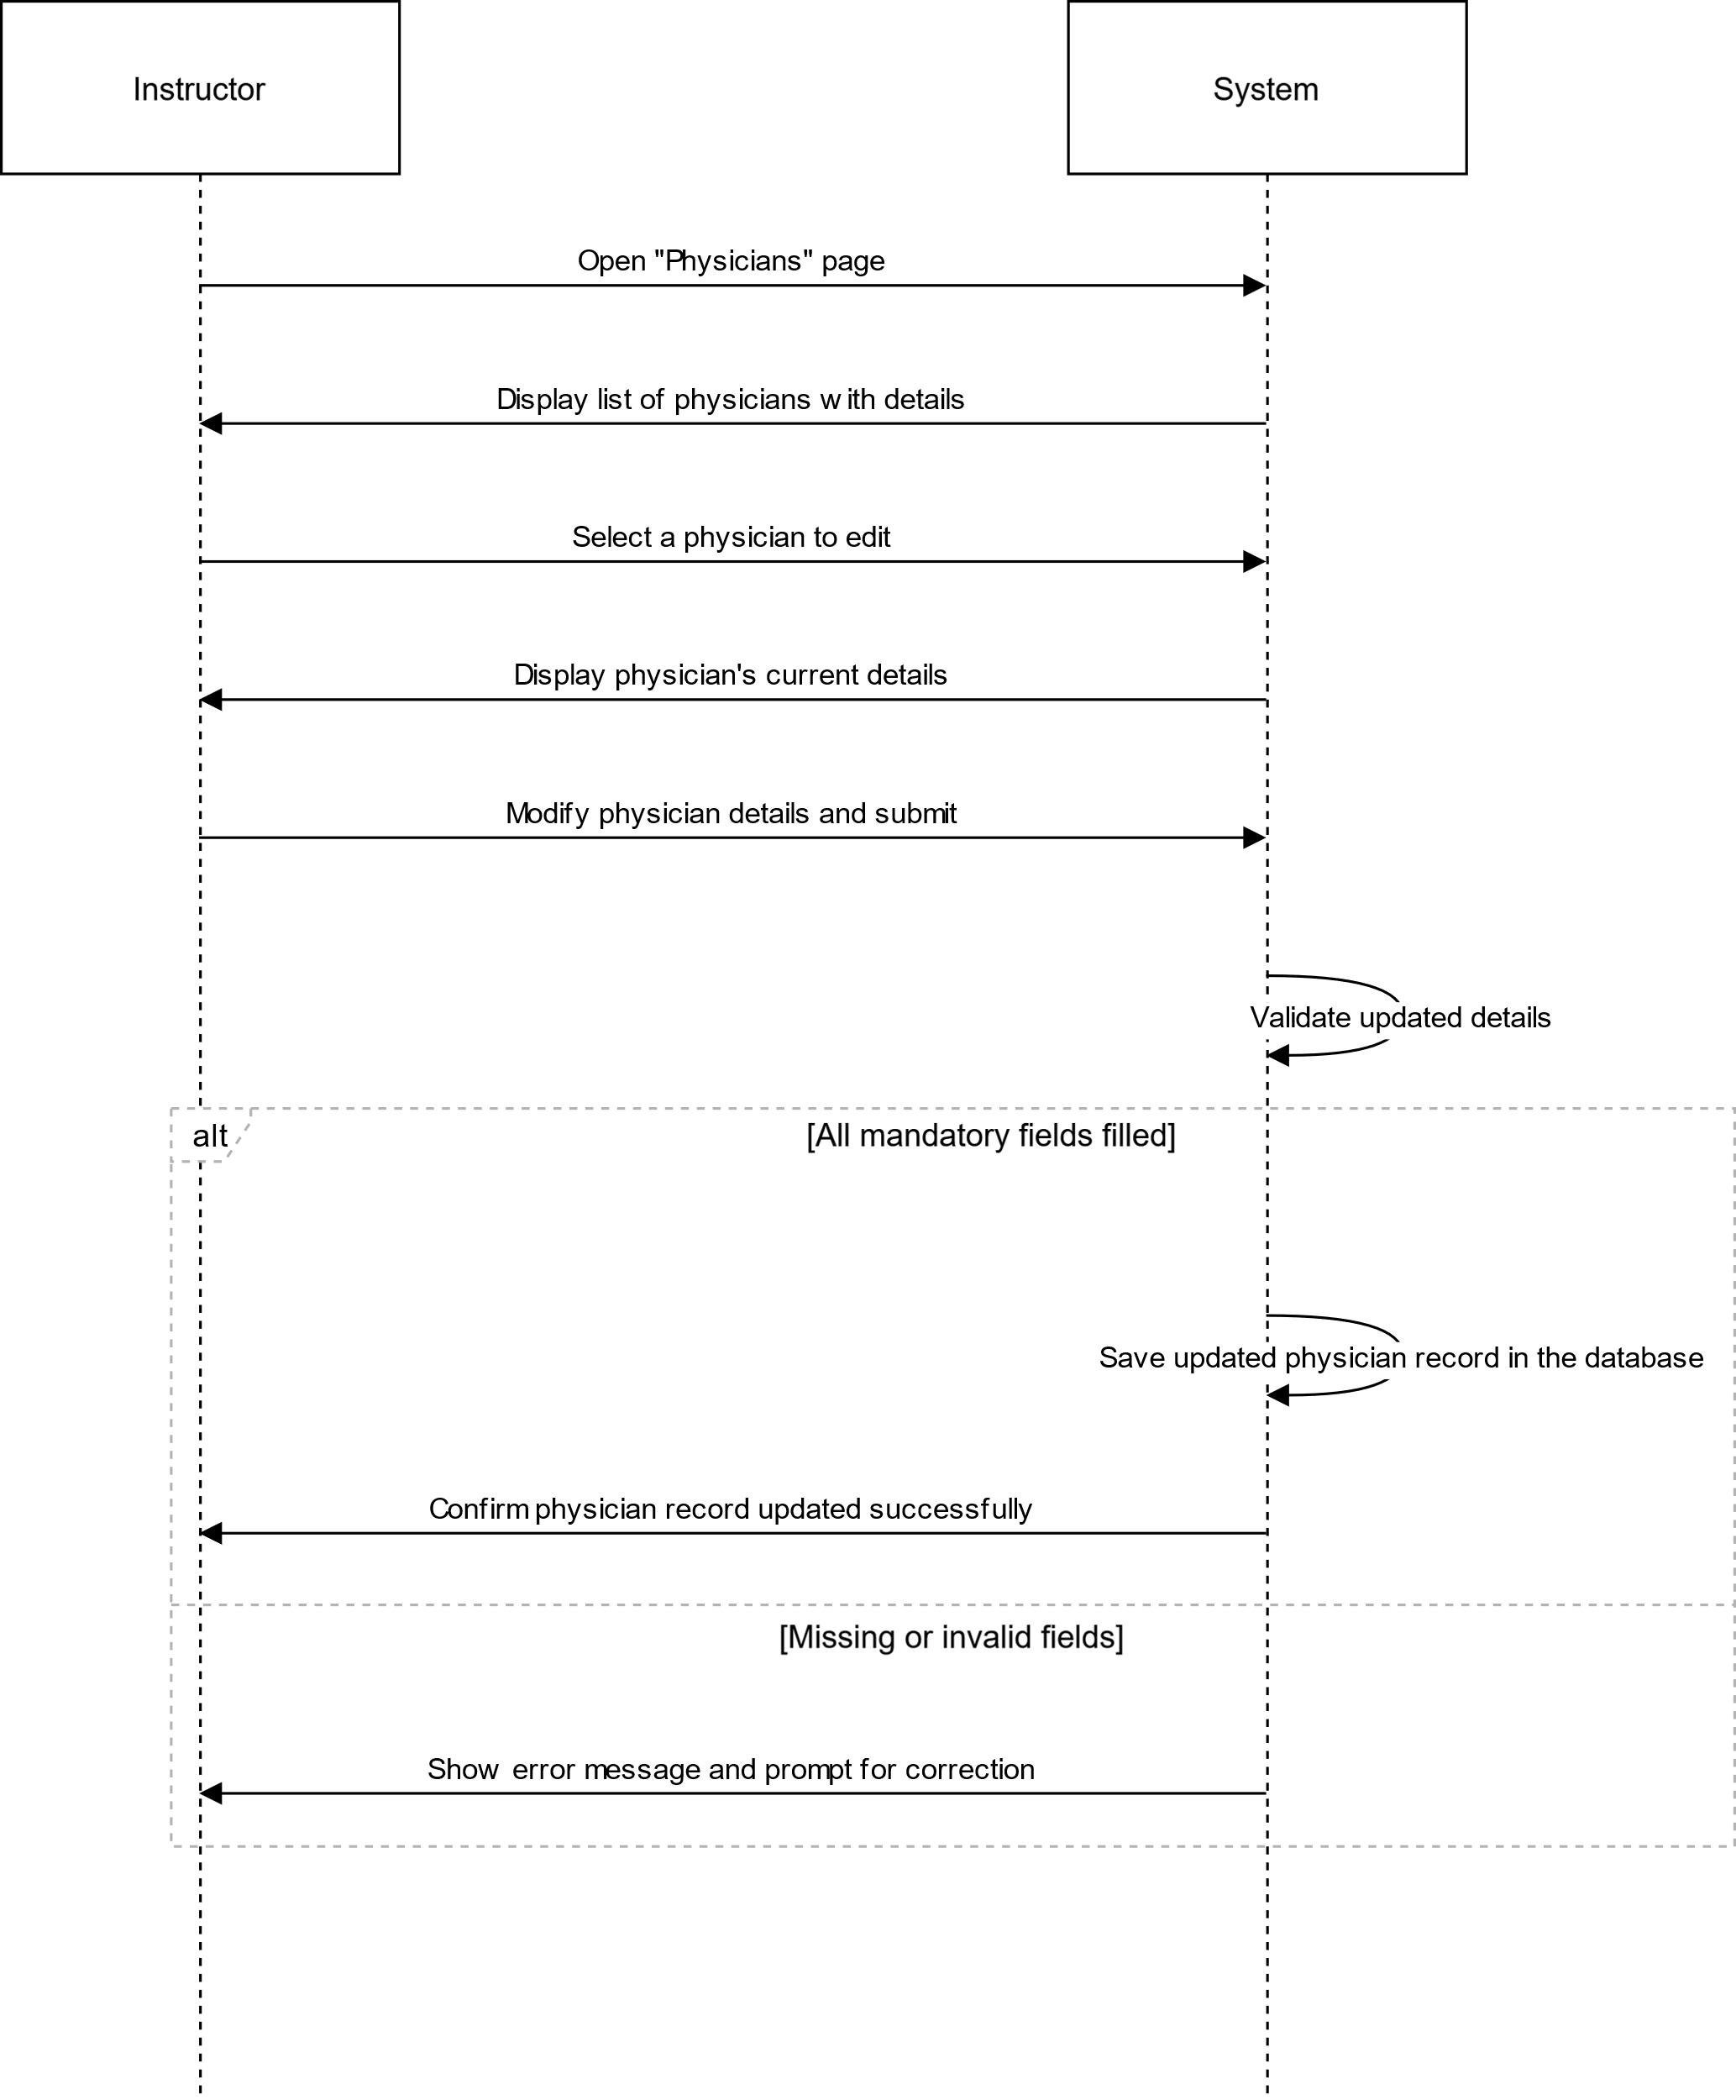 Instructor
System
Open "Physicians" page
Display list of physicians with details
Select a physician to edit
Display physician's current details
Modify physician details and submit
Validate updated details
alt
[All mandatory fields filled]
Save updated physician record in the database
Confirm physician record updated successfully
[Missing or invalid fields]
Show error message and prompt for correction